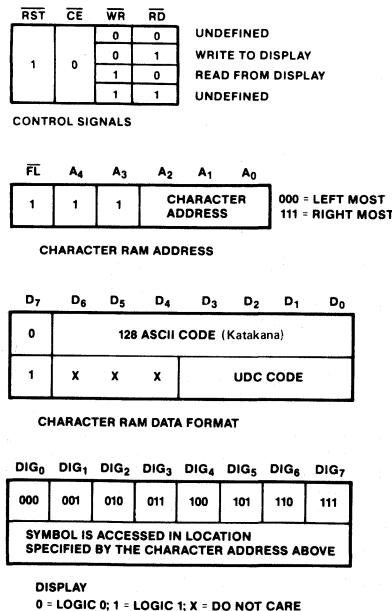 RST CE WR RD
1 0 0 0 UNDEFINED
0 1 WRITE TO DISPLAY
1 0 READ FROM DISPLAY
1 1 UNDEFINED
CONTROL SIGNALS
FL A4 A3 A2 A1 A0
1 1 1 CHARACTER ADDRESS 000 = LEFT MOST
111 = RIGHT MOST
CHARACTER RAM ADDRESS
D7 D6 D5 D4 D3 D2 D1 D0
0 128 ASCII CODE (Katakana)
1 X X X UDC CODE
CHARACTER RAM DATA FORMAT
DIG0 DIG1 DIG2 DIG3 DIG4 DIG5 DIG6 DIG7
000 001 010 011 100 101 110 111
SYMBOL IS ACCESSED IN LOCATION
SPECIFIED BY THE CHARACTER ADDRESS ABOVE
DISPLAY
0 = LOGIC 0; 1 = LOGIC 1; X = DO NOT CARE